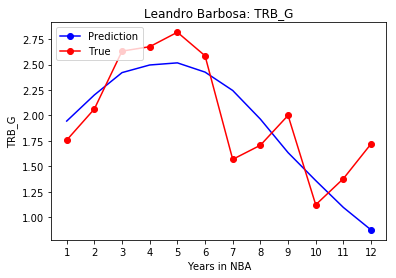 Leandro Barbosa: TRB_G
Prediction
True
TRB_G
2.75
2.50
2.25
2.00
1.75
1.50
1.25
1.00
1 2 3 4 5 6 7 8 9 10 11 12
Years in NBA